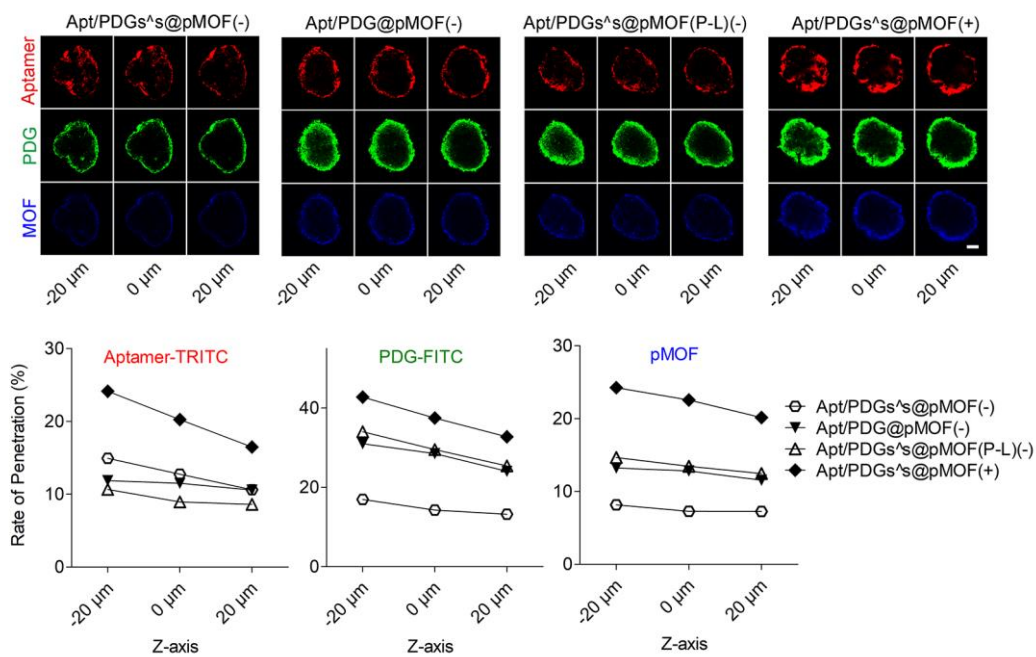 Apt/PDGs^s@pMOF(-)
Apt/PDG@pMOF(-)
Apt/PDGs^s@pMOF(P-L)(-)
Apt/PDGs^s@pMOF(+)
Aptamer
PDG
MOF
-20 µm
0 µm
20 µm
-20 µm
0 µm
20 µm
-20 µm
0 µm
20 µm
-20 µm
0 µm
20 µm
Rate of Penetration (%)
Aptamer-TRITC
30
20
10
0
-20 µm
0 µm
20 µm
Z-axis
PDG-FITC
40
20
0
-20 µm
0 µm
20 µm
Z-axis
pMOF
30
20
10
0
-20 µm
0 µm
20 µm
Z-axis
Apt/PDGs^s@pMOF(-)
Apt/PDG@pMOF(-)
Apt/PDGs^s@pMOF(P-L)(-)
Apt/PDGs^s@pMOF(+)